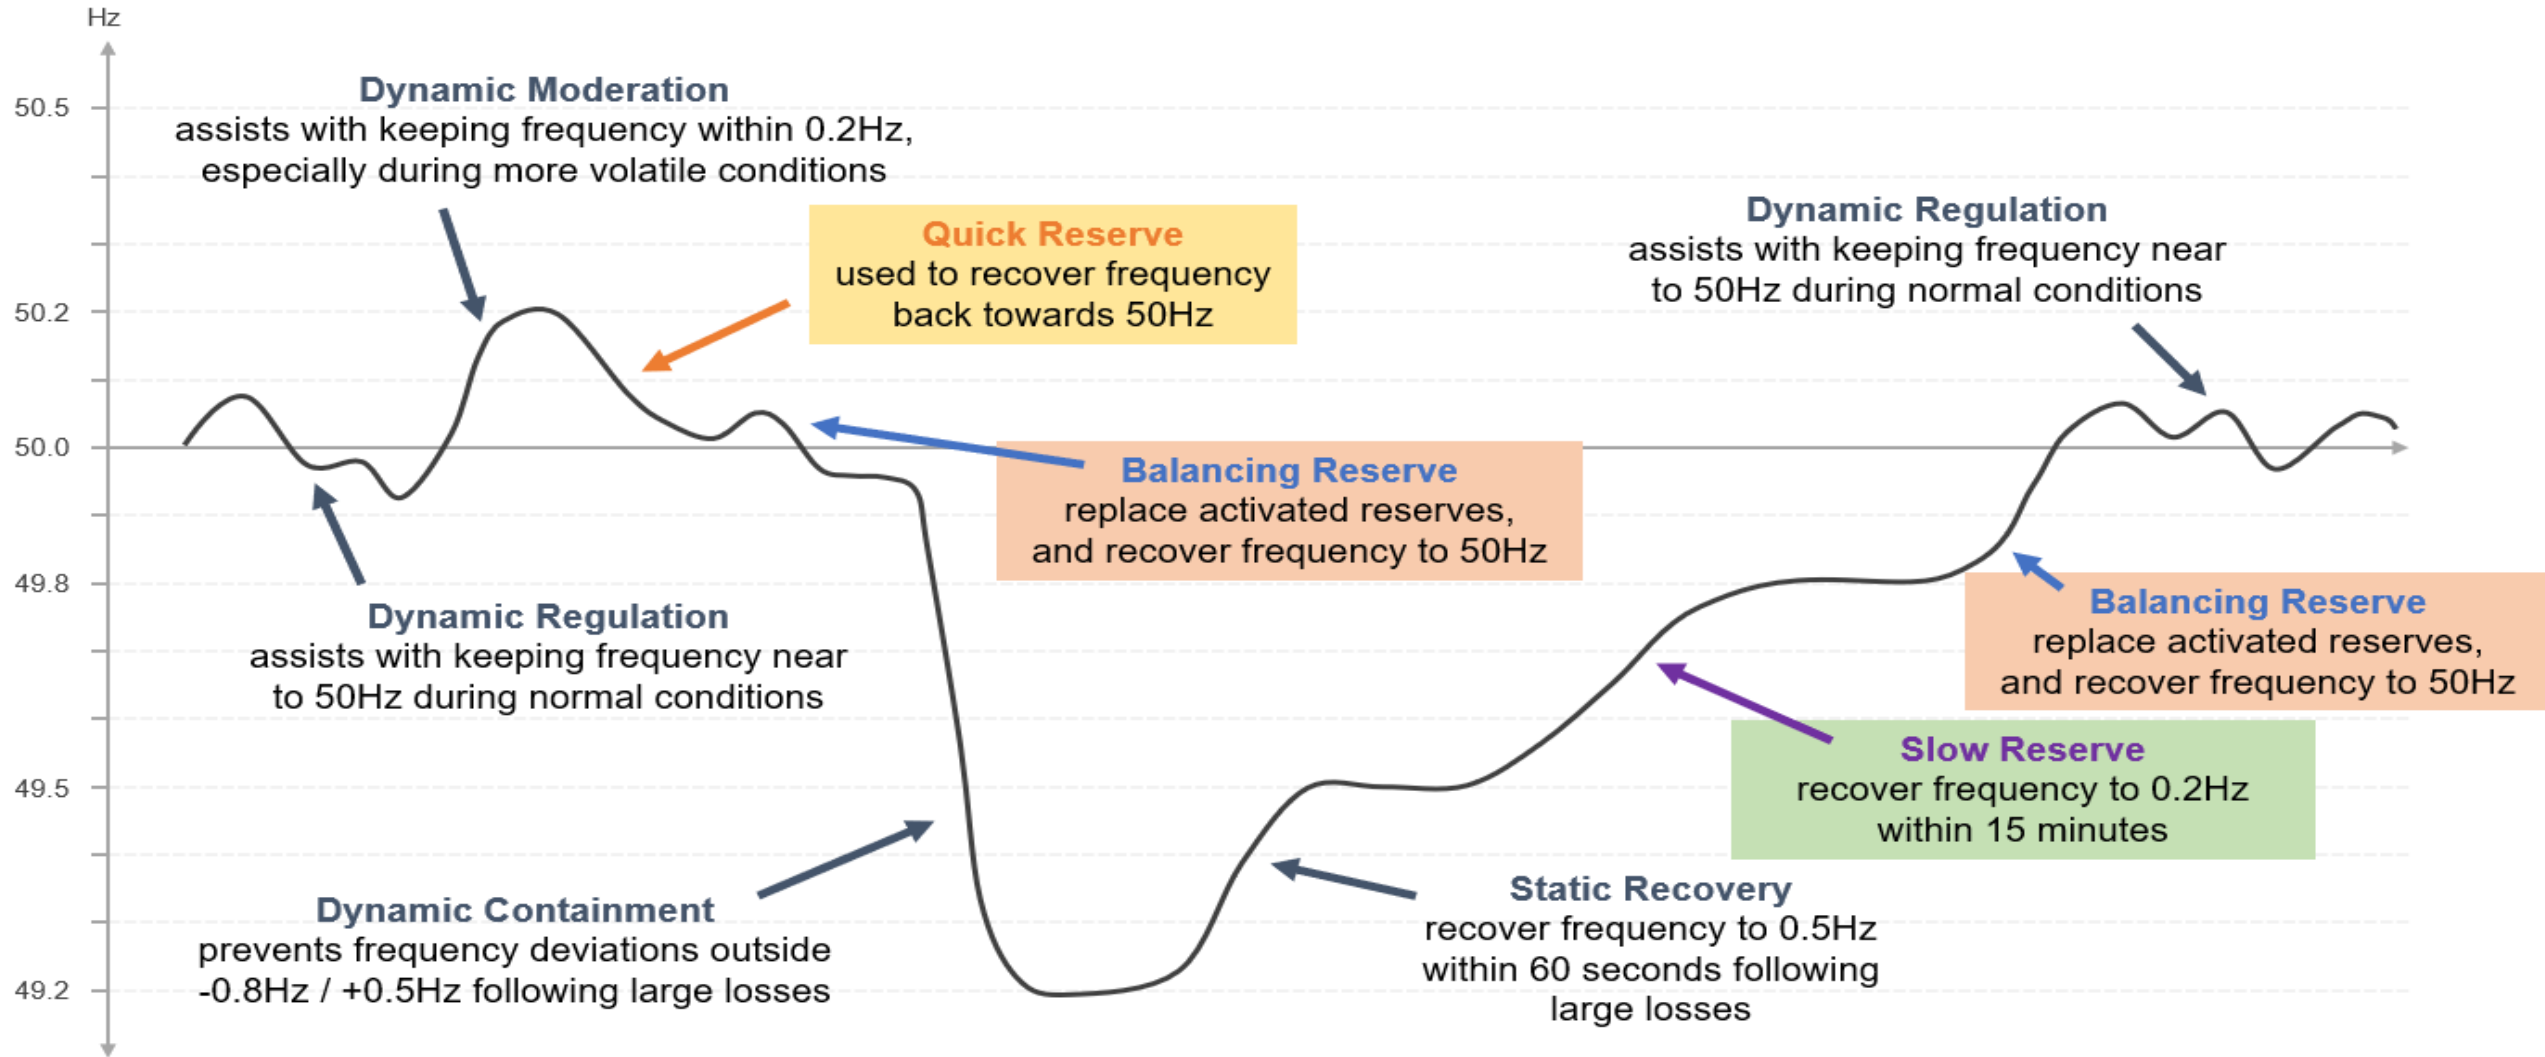 Hz
50.5
50.2
50.0
49.8
49.5
49.2
Dynamic Moderation
assists with keeping frequency within 0.2Hz,
especially during more volatile conditions
Quick Reserve
used to recover frequency
back towards 50Hz
Dynamic Regulation
assists with keeping frequency near
to 50Hz during normal conditions
Balancing Reserve
replace activated reserves,
and recover frequency to 50Hz
Dynamic Regulation
assists with keeping frequency near
to 50Hz during normal conditions
Balancing Reserve
replace activated reserves,
and recover frequency to 50Hz
Slow Reserve
recover frequency to 0.2Hz
within 15 minutes
Dynamic Containment
prevents frequency deviations outside
-0.8Hz / +0.5Hz following large losses
Static Recovery
recover frequency to 0.5Hz
within 60 seconds following
large losses